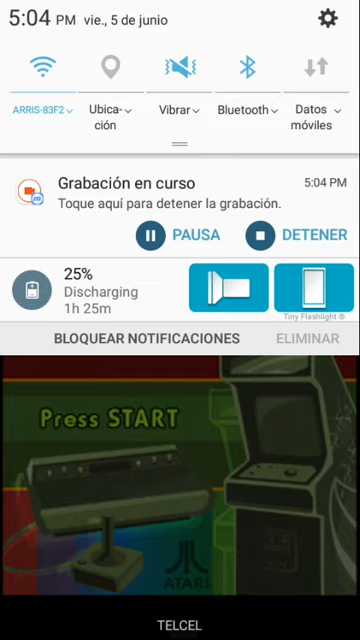 5:04 PM vie., 5 de junio
ARRIS-83F2
Ubica-
ción
Vibrar
Bluetooth
Datos
móviles
Grabación en curso 5:04 PM
Toque aquí para detener la grabación.
PAUSA DETENER
25%
Discharging
1h 25m
Tiny Flashlight ®
BLOQUEAR NOTIFICACIONES ELIMINAR
Press START
ATARI
TELCEL